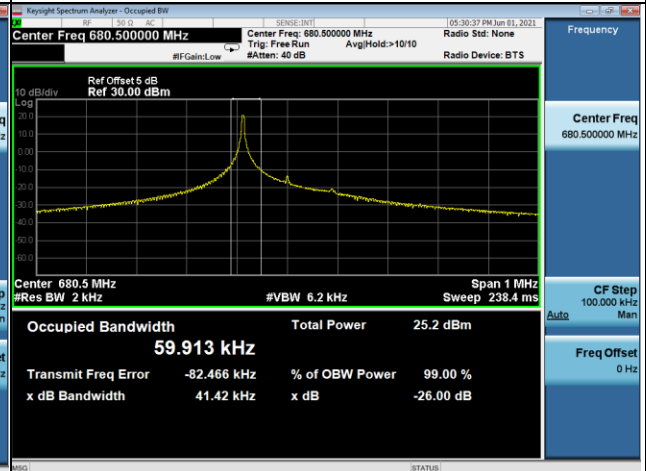 Keysight Spectrum Analyzer - Occupied BW
RF 50 Ω AC SENSE:INT 05:30:37 PM Jun 01, 2021
Center Freq 680.500000 MHz
Center Freq: 680.500000 MHz
Radio Std: None
Trig: Free Run Avg|Hold:>10/10
#IFGain:Low #Atten: 40 dB Radio Device: BTS
Frequency
Ref Offset 5 dB
10 dB/div Ref 30.00 dBm
Log
20.0
10.0
0.00
-10.0
-20.0
-30.0
-40.0
-50.0
-60.0
Center 680.5 MHz Span 1 MHz
#Res BW 2 kHz #VBW 6.2 kHz Sweep 238.4 ms
Occupied Bandwidth Total Power 25.2 dBm
59.913 kHz
Transmit Freq Error -82.466 kHz % of OBW Power 99.00 %
x dB Bandwidth 41.42 kHz x dB -26.00 dB
Center Freq
680.500000 MHz
CF Step
100.000 kHz
Auto Man
Freq Offset
0 Hz
MSG STATUS